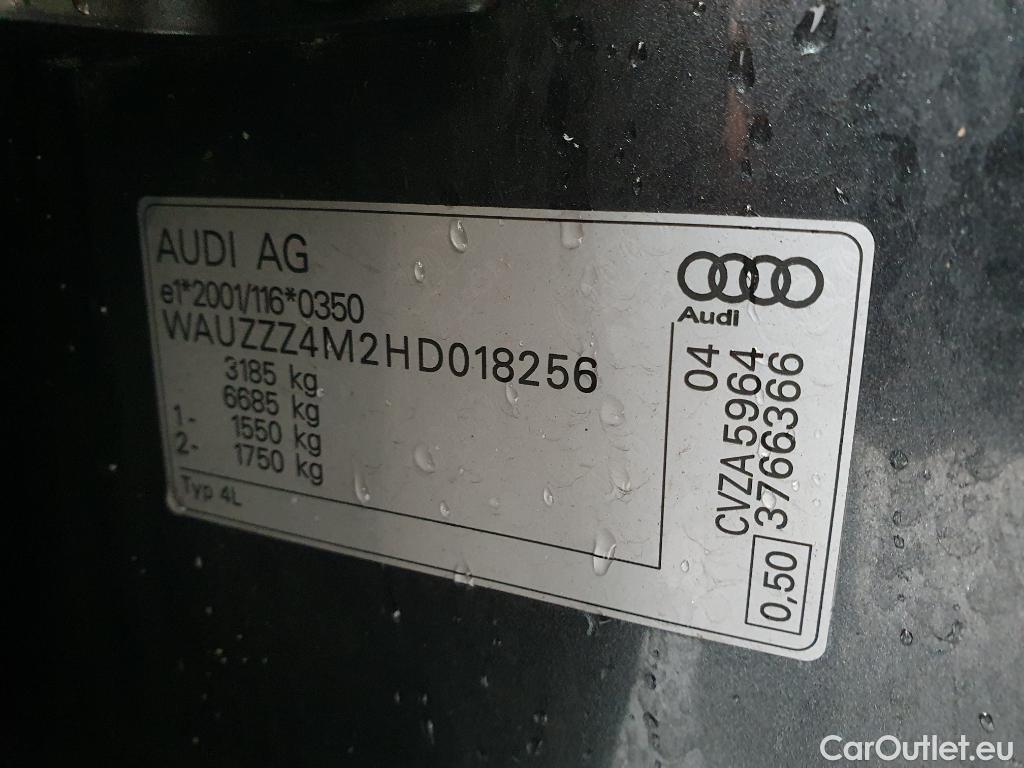 AUDI AG
e1*2001/116*0350
WAUZZZ4M2HD018256
3185 kg
6685 kg
1- 1550 kg
2- 1750 kg
Typ 4L
Audi
04
CVZA5964
0,50 3766366
CarOutlet.eu